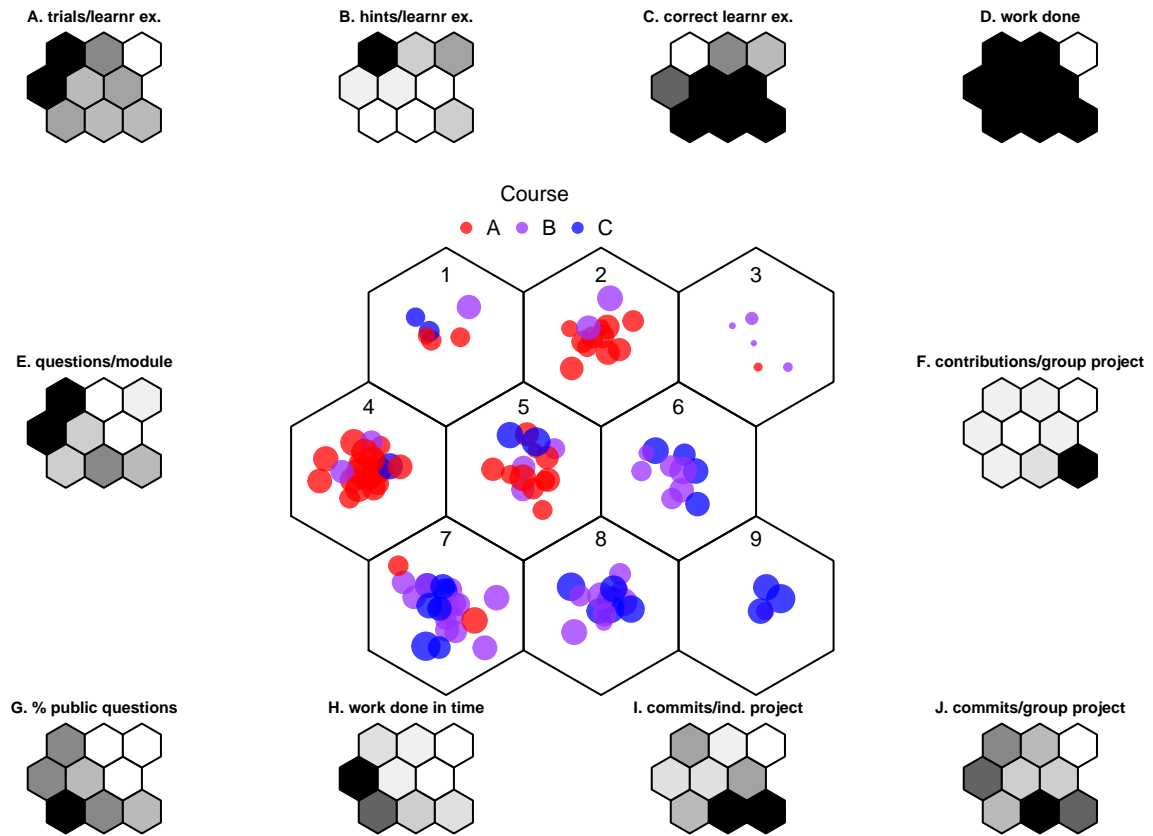 A. trials/learnr ex.
B. hints/learnr ex.
C. correct learnr ex.
D. work done
Course
A B C
1 2 3
E. questions/module
F. contributions/group project
4 5 6
7 8 9
G. % public questions
H. work done in time
I. commits/ind. project
J. commits/group project